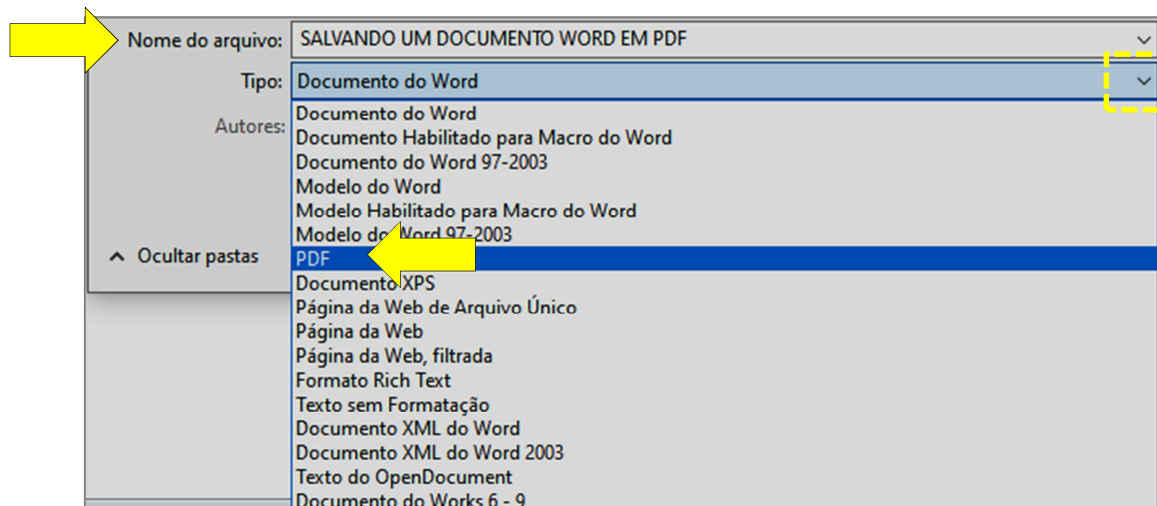 Nome do arquivo: SALVANDO UM DOCUMENTO WORD EM PDF
Tipo: Documento do Word
Autores:
Documento do Word
Documento Habilitado para Macro do Word
Documento do Word 97-2003
Modelo do Word
Modelo Habilitado para Macro do Word
Modelo do Word 97-2003
Ocultar pastas
PDF
Documento XPS
Página da Web de Arquivo Único
Página da Web
Página da Web, filtrada
Formato Rich Text
Texto sem Formatação
Documento XML do Word
Documento XML do Word 2003
Texto do OpenDocument
Documento do Works 6 - 9